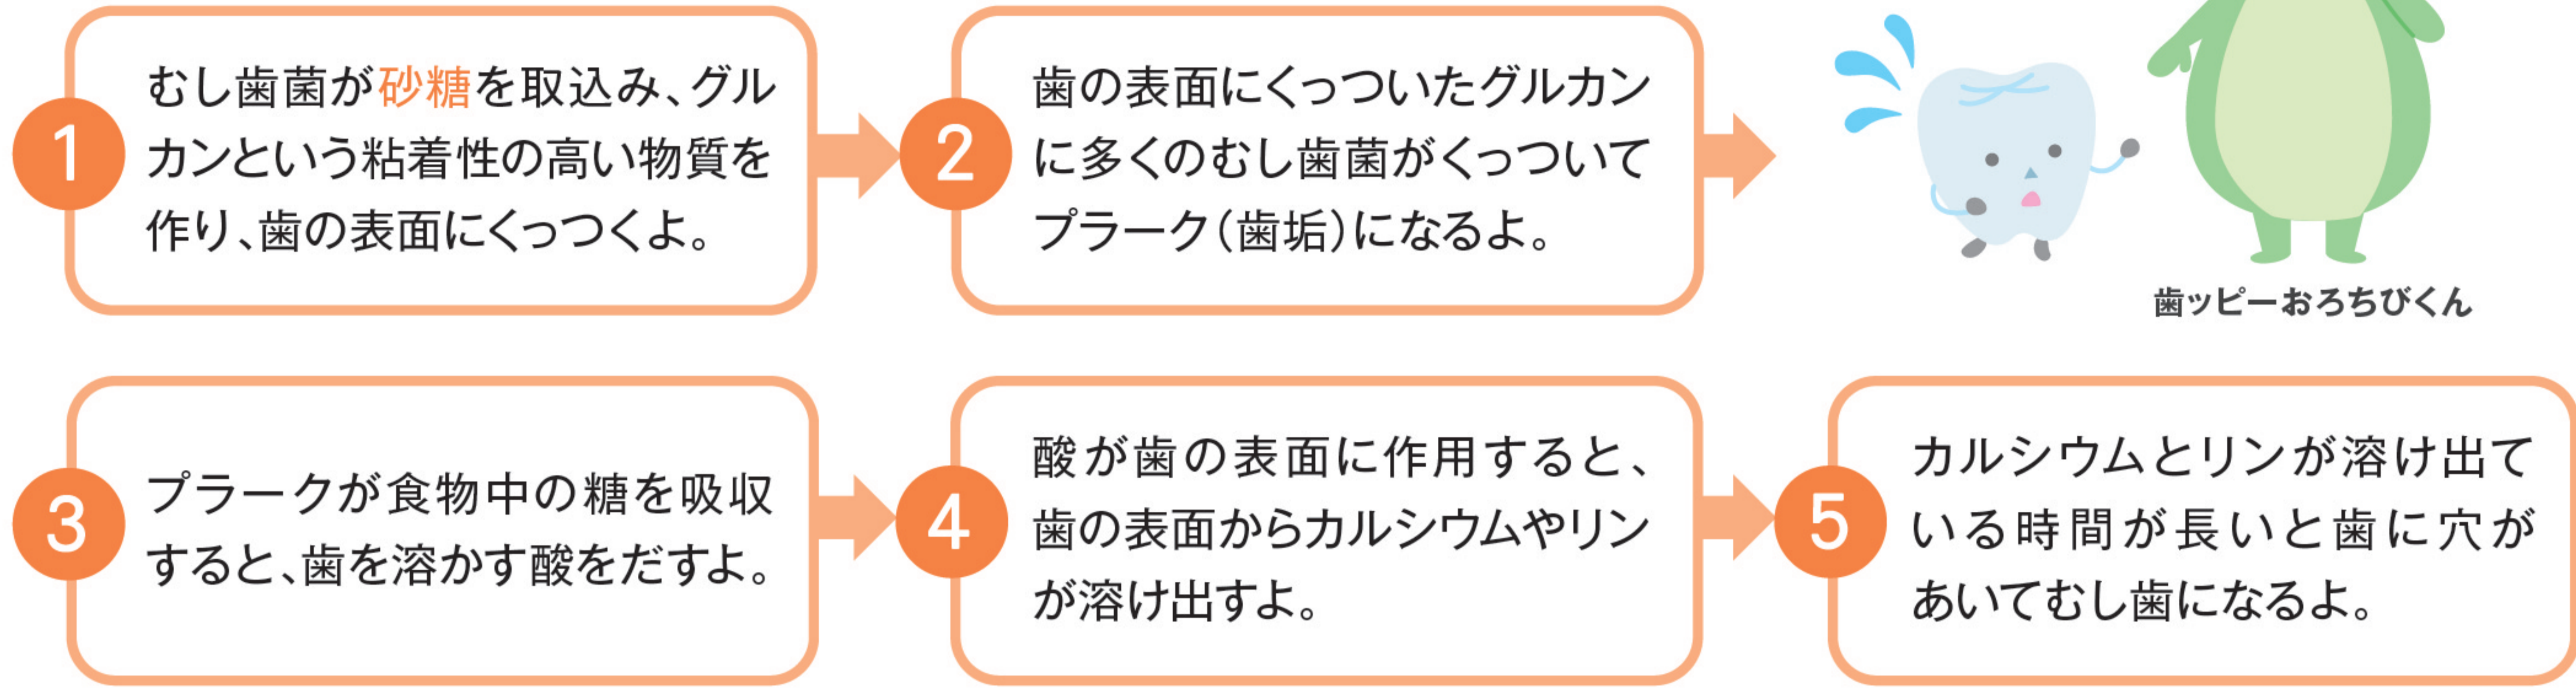 1
むし歯菌が砂糖を取込み、グル
カンという粘着性の高い物質を
作り、歯の表面にくっつくよ。
2
歯の表面にくっついたグルカン
に多くのむし歯菌がくっついて
プラーク（歯垢）になるよ。
歯ッピーおろちびくん
3
プラークが食物中の糖を吸収
すると、歯を溶かす酸をだすよ。
4
酸が歯の表面に作用すると、
歯の表面からカルシウムやリン
が溶け出すよ。
5
カルシウムとリンが溶け出て
いる時間が長いと歯に穴が
あいてむし歯になるよ。